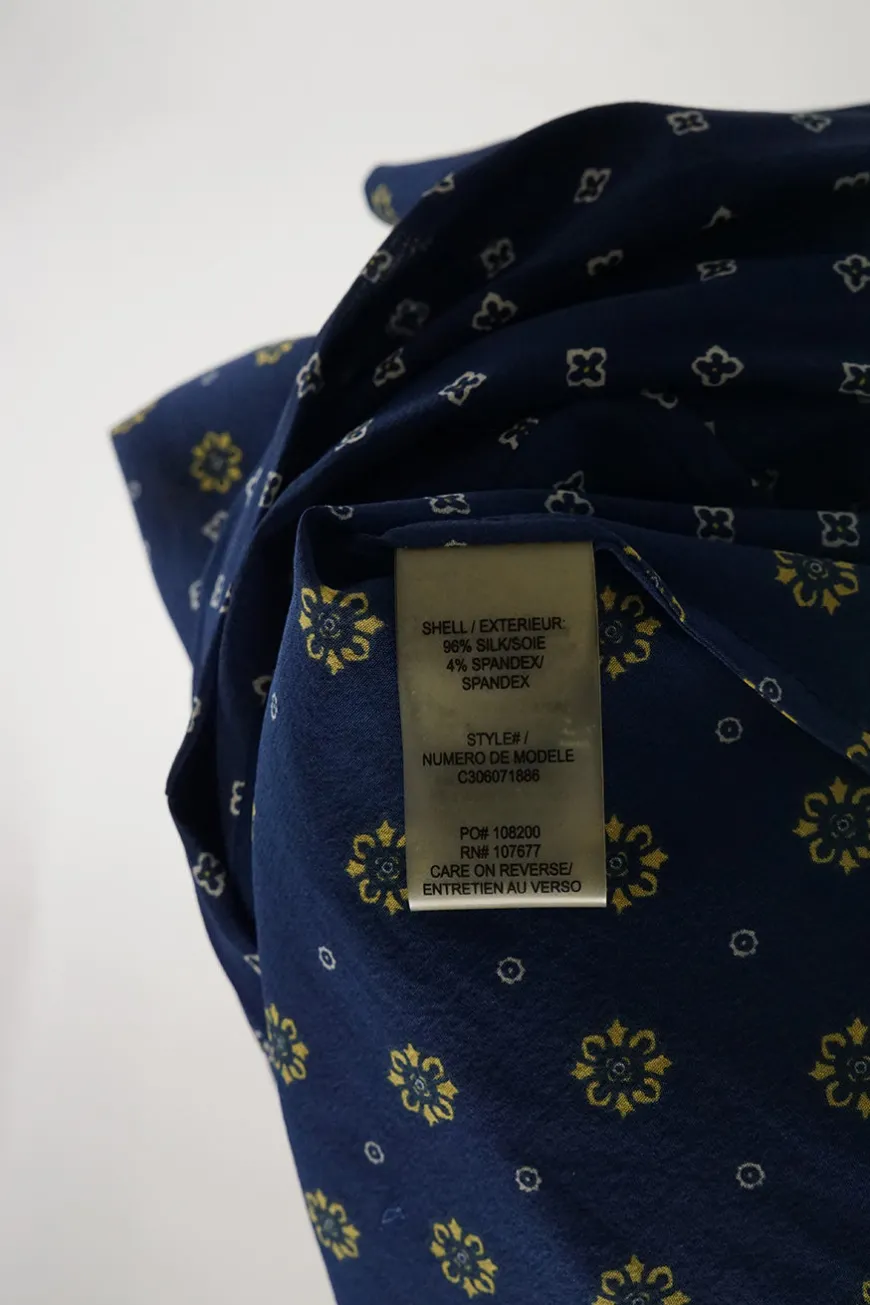 SHELL / EXTERIEUR:
96% SILK/SOIE
4% SPANDEX/
SPANDEX
STYLE# /
NUMERO DE MODELE
C306071886
PO# 108200
RN# 107677
CARE ON REVERSE/
ENTRETIEN AU VERSO